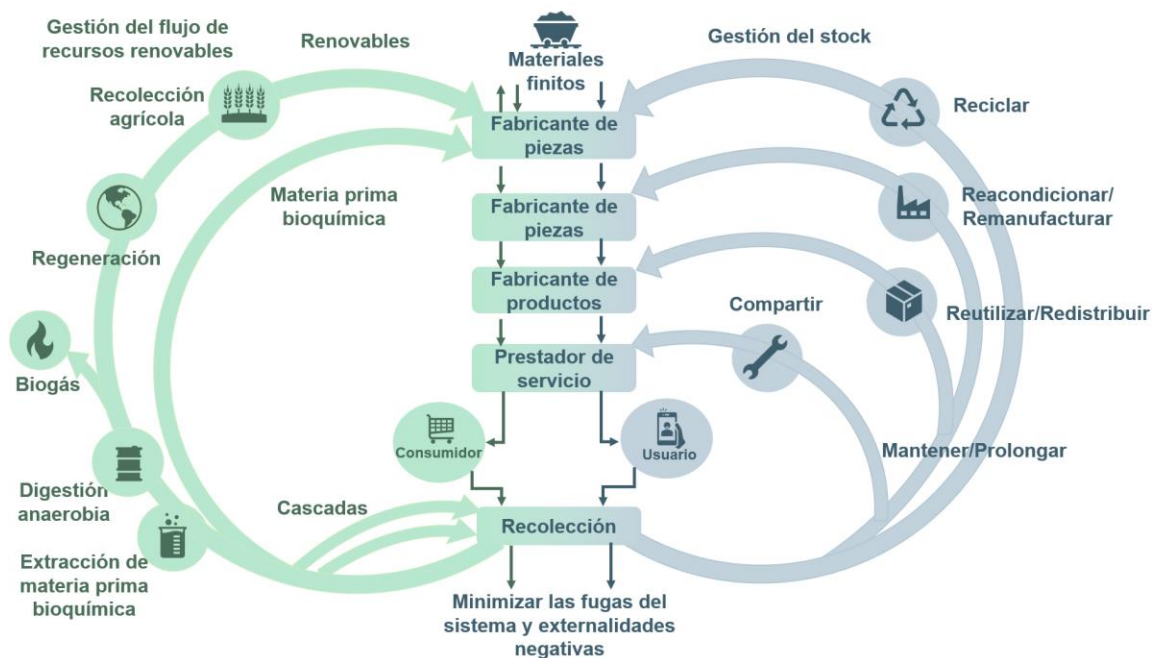 Gestión del flujo de
recursos renovables
Renovables
Materiales
finitos
Gestión del stock
Recolección
agrícola
Fabricante de
piezas
Reciclar
Materia prima
bioquímica
Fabricante de
piezas
Reacondicionar/
Remanufacturar
Regeneración
Fabricante de
productos
Compartir
Reutilizar/Redistribuir
Biogás
Prestador de
servicio
Consumidor
Usuario
Mantener/Prolongar
Digestión
anaerobia
Cascadas
Recolección
Extracción de
materia prima
bioquímica
Minimizar las fugas del
sistema y externalidades
negativas